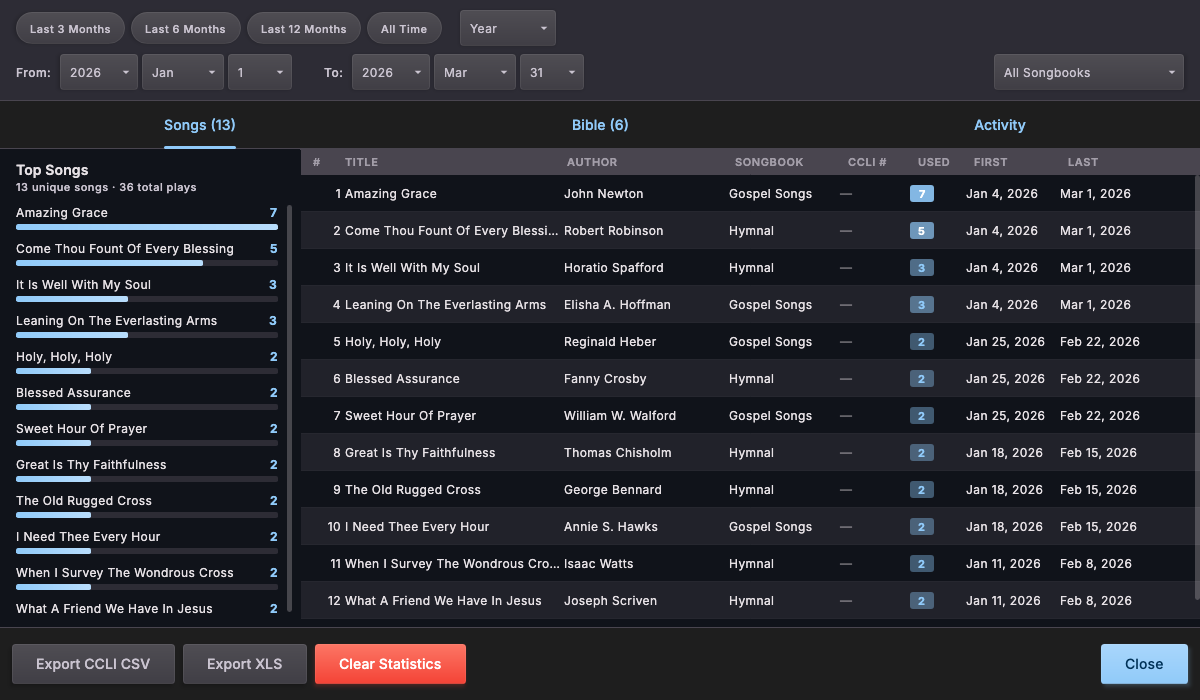 Last 3 Months Last 6 Months Last 12 Months All Time Year
From: 2026 Jan 1 To: 2026 Mar 31 All Songbooks
Songs (13) Bible (6) Activity
Top Songs
13 unique songs · 36 total plays
Amazing Grace 7
Come Thou Fount Of Every Blessing 5
It Is Well With My Soul 3
Leaning On The Everlasting Arms 3
Holy, Holy, Holy 2
Blessed Assurance 2
Sweet Hour Of Prayer 2
Great Is Thy Faithfulness 2
The Old Rugged Cross 2
I Need Thee Every Hour 2
When I Survey The Wondrous Cross 2
What A Friend We Have In Jesus 2
# TITLE AUTHOR SONGBOOK CCLI # USED FIRST LAST
1 Amazing Grace John Newton Gospel Songs — 7 Jan 4, 2026 Mar 1, 2026
2 Come Thou Fount Of Every Blessi... Robert Robinson Hymnal — 5 Jan 4, 2026 Mar 1, 2026
3 It Is Well With My Soul Horatio Spafford Hymnal — 3 Jan 4, 2026 Mar 1, 2026
4 Leaning On The Everlasting Arms Elisha A. Hoffman Gospel Songs — 3 Jan 4, 2026 Mar 1, 2026
5 Holy, Holy, Holy Reginald Heber Gospel Songs — 2 Jan 25, 2026 Feb 22, 2026
6 Blessed Assurance Fanny Crosby Hymnal — 2 Jan 25, 2026 Feb 22, 2026
7 Sweet Hour Of Prayer William W. Walford Gospel Songs — 2 Jan 25, 2026 Feb 22, 2026
8 Great Is Thy Faithfulness Thomas Chisholm Hymnal — 2 Jan 18, 2026 Feb 15, 2026
9 The Old Rugged Cross George Bennard Hymnal — 2 Jan 18, 2026 Feb 15, 2026
10 I Need Thee Every Hour Annie S. Hawks Gospel Songs — 2 Jan 18, 2026 Feb 15, 2026
11 When I Survey The Wondrous Cro... Isaac Watts Hymnal — 2 Jan 11, 2026 Feb 8, 2026
12 What A Friend We Have In Jesus Joseph Scriven Hymnal — 2 Jan 11, 2026 Feb 8, 2026
Export CCLI CSV Export XLS Clear Statistics Close